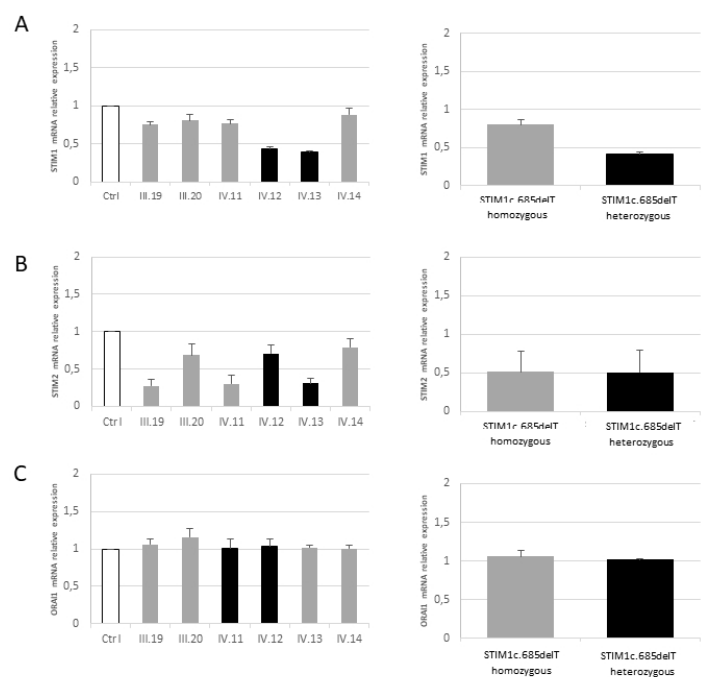 A
STIM1 mRNA relative expression
2
1,5
1
0,5
0
Ctrl III.19 III.20 IV.11 IV.12 IV.13 IV.14
STIM1 mRNA relative expression
2
1,5
1
0,5
0
STIM1c.685delT
homozygous
STIM1c.685delT
heterozygous
B
STIM2 mRNA relative expression
2
1,5
1
0,5
0
Ctrl III.19 III.20 IV.11 IV.12 IV.13 IV.14
STIM2 mRNA relative expression
2
1,5
1
0,5
0
STIM1c.685delT
homozygous
STIM1c.685delT
heterozygous
C
ORAI1 mRNA relative expression
2
1,5
1
0,5
0
Ctrl III.19 III.20 IV.11 IV.12 IV.13 IV.14
ORAI1 mRNA relative expression
2
1,5
1
0,5
0
STIM1c.685delT
homozygous
STIM1c.685delT
heterozygous